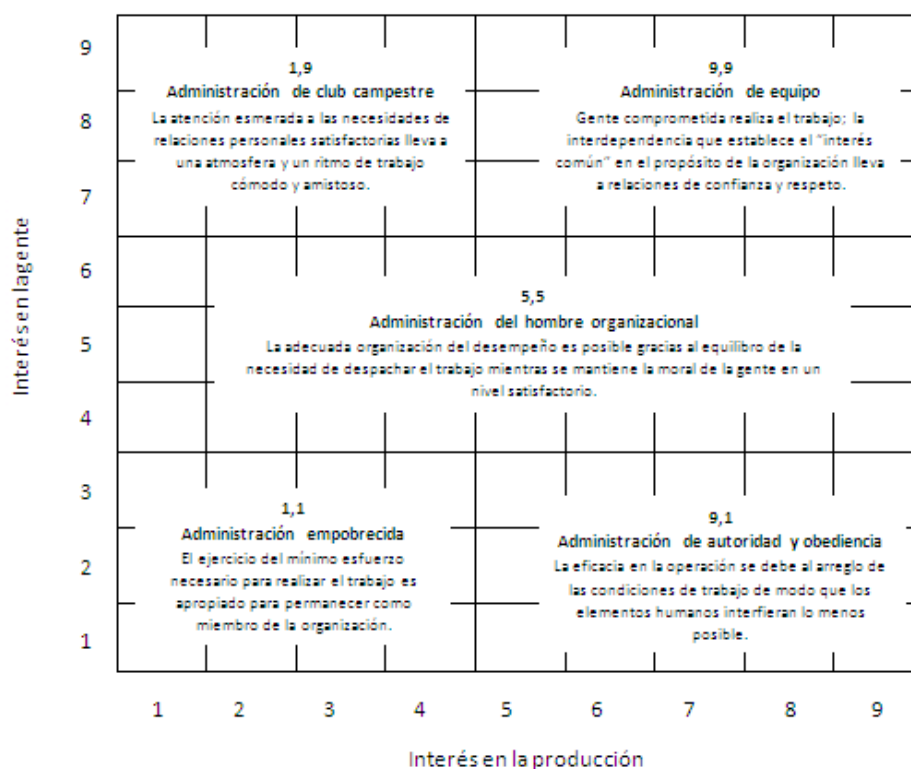 9
8
7
6
5
4
3
2
1
Interés en la gente
1,9
Administración de club campestre
La atención esmerada a las necesidades de
relaciones personales satisfactorias lleva a
una atmosfera y un ritmo de trabajo
cómodo y amistoso.
9,9
Administración de equipo
Gente comprometida realiza el trabajo; la
interdependencia que establece el “interés
común” en el propósito de la organización lleva
a relaciones de confianza y respeto.
5,5
Administración del hombre organizacional
La adecuada organización del desempeño es posible gracias al equilibro de la
necesidad de despachar el trabajo mientras se mantiene la moral de la gente en un
nivel satisfactorio.
1,1
Administración empobrecida
El ejercicio del mínimo esfuerzo
necesario para realizar el trabajo es
apropiado para permanecer como
miembro de la organización.
9,1
Administración de autoridad y obediencia
La eficacia en la operación se debe al arreglo de
las condiciones de trabajo de modo que los
elementos humanos interfieran lo menos
posible.
1 2 3 4 5 6 7 8 9
Interés en la producción